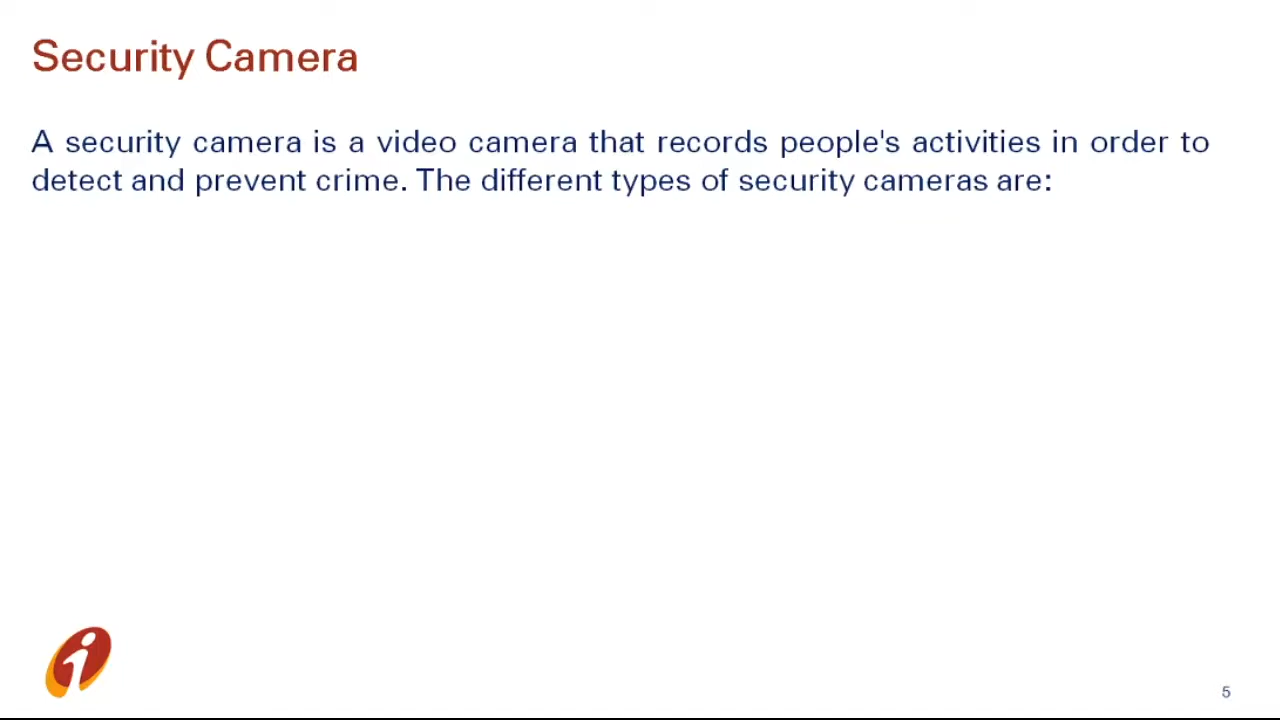 Security Camera
A security camera is a video camera that records people's activities in order to
detect and prevent crime. The different types of security cameras are:
5